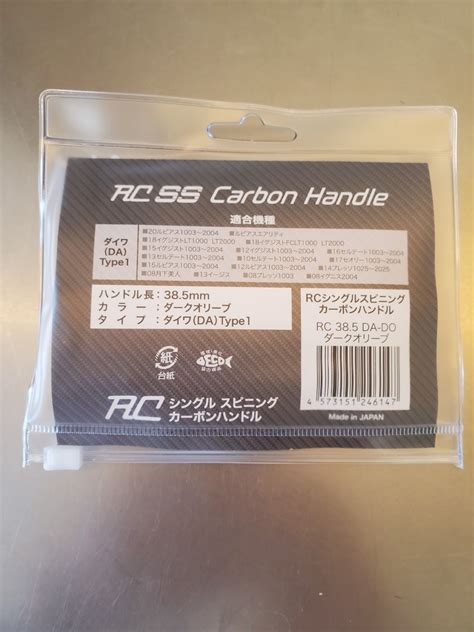 RC SS Carbon Handle
適合機種
ダイワ
(DA)
Type1
■20ルビアス1003～2004 ■ルビアスエアリティ
■18イグジストLT1000 LT2000 ■18イグジストFCLT1000 LT2000
■15イグジスト1003～2004 ■12イグジスト1003～2004 ■16セルテート1003～2004
■13セルテート1003～2004 ■10セルテート1003～2004 ■17セオリー1003～2004
■15ルビアス1003～2004 ■12ルビアス1003～2004 ■14プレッソ1025～2025
■08月下美人 ■13イージス ■08プレッソ1003 ■08イグニス2004
ハンドル長：38.5mm
カラー：ダークオリーブ
タイプ：ダイワ(DA)Type1
RCシングルスピニング
カーボンハンドル
RC 38.5 DA-DO
ダークオリーブ
4 573151 246147
Made in JAPAN
紙
台紙
ECO
RC シングル スピニング
カーボンハンドル